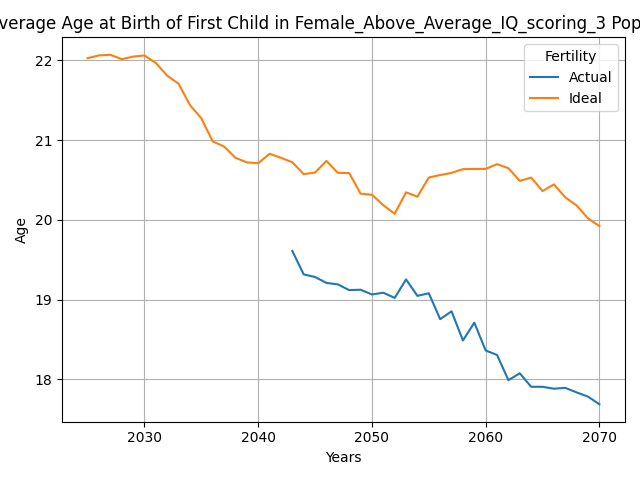 verage Age at Birth of First Child in Female_Above_Average_IQ_scoring_3 Pop
Fertility
Actual
Ideal
22
21
20
19
18
Age
2030 2040 2050 2060 2070
Years